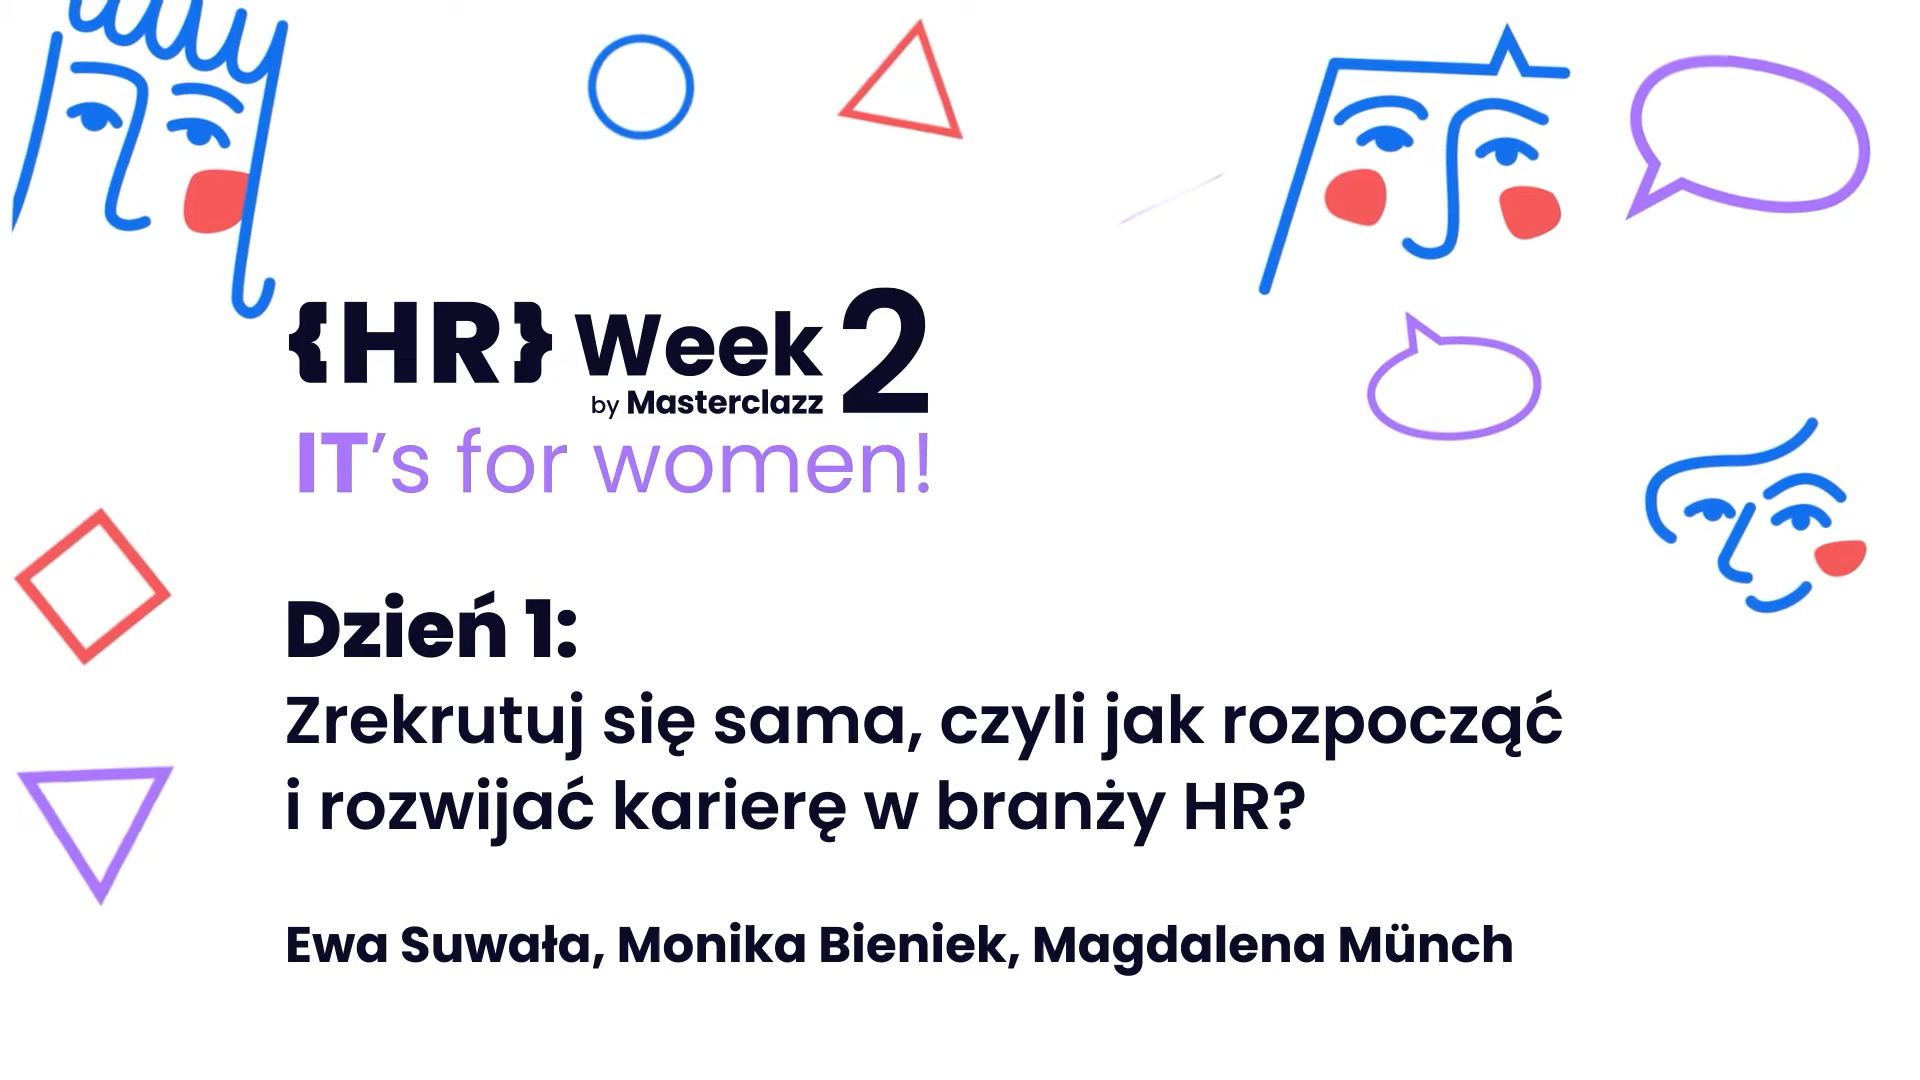 {HR} Week 2
by Masterclazz
IT’s for women!
Dzień 1:
Zrekrutuj się sama, czyli jak rozpocząć
i rozwijać karierę w branży HR?
Ewa Suwała, Monika Bieniek, Magdalena Münch